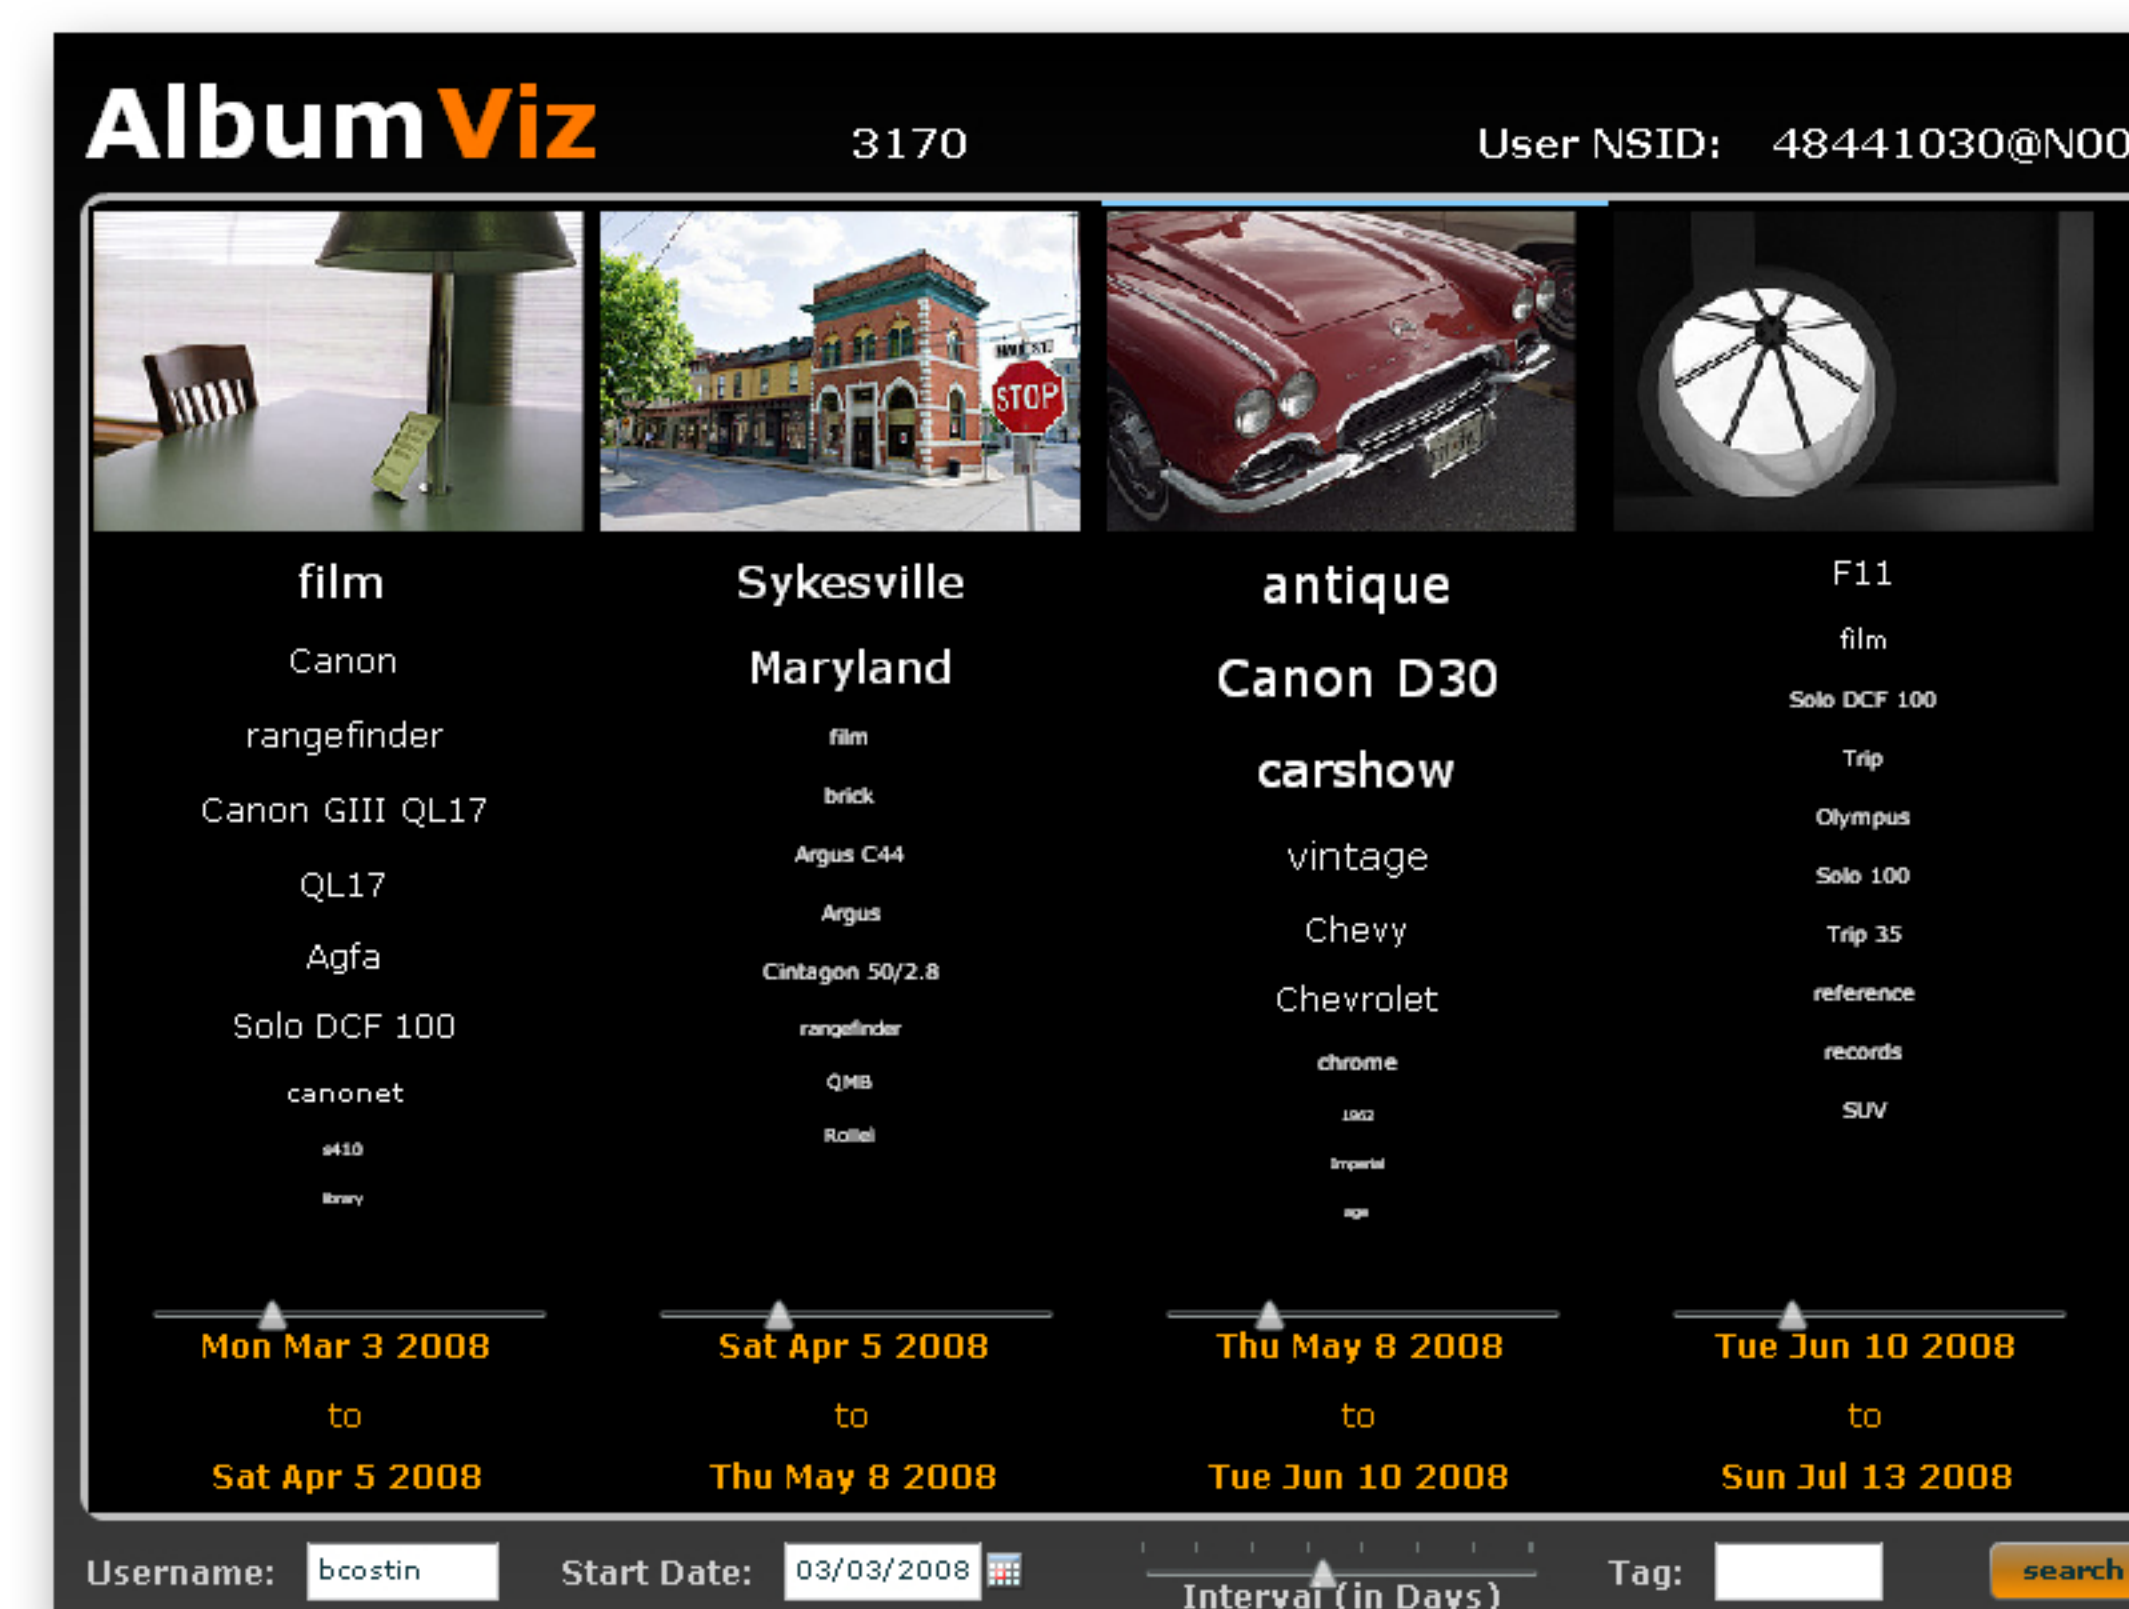 AlbumViz 3170 User NSID: 48441030@N00
STOP
film
Canon
rangefinder
Canon GIII QL17
QL17
Agfa
Solo DCF 100
canonet
s410
library
Sykesville
Maryland
film
brick
Argus C44
Argus
Cintagon 50/2.8
rangefinder
QMB
Rollei
antique
Canon D30
carshow
vintage
Chevy
Chevrolet
chrome
1962
Imperial
age
F11
film
Solo DCF 100
Trip
Olympus
Solo 100
Trip 35
reference
records
SUV
Mon Mar 3 2008
to
Sat Apr 5 2008
Sat Apr 5 2008
to
Thu May 8 2008
Thu May 8 2008
to
Tue Jun 10 2008
Tue Jun 10 2008
to
Sun Jul 13 2008
Username: bcostin Start Date: 03/03/2008 Interval (in Days) Tag: search